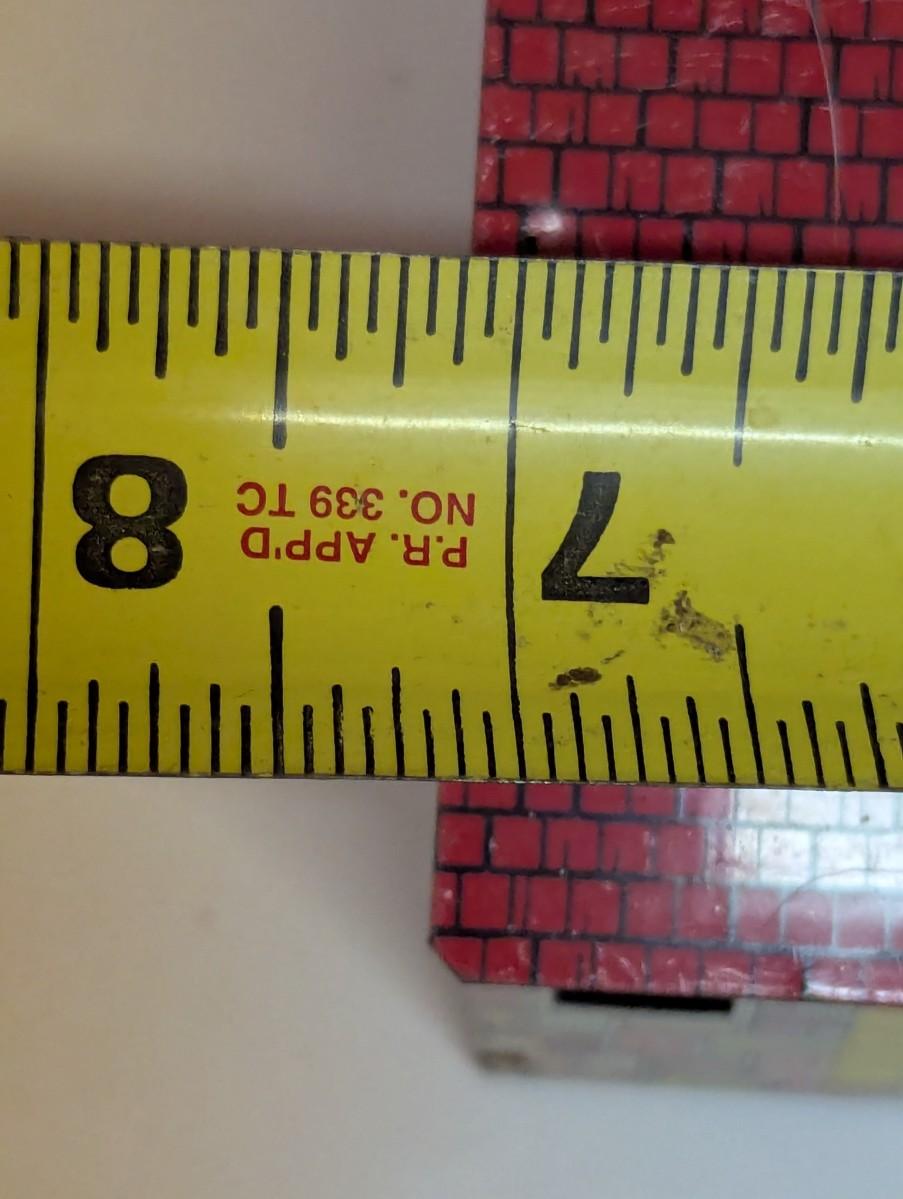 7 8
P.R. APP'D
NO. 339 TC